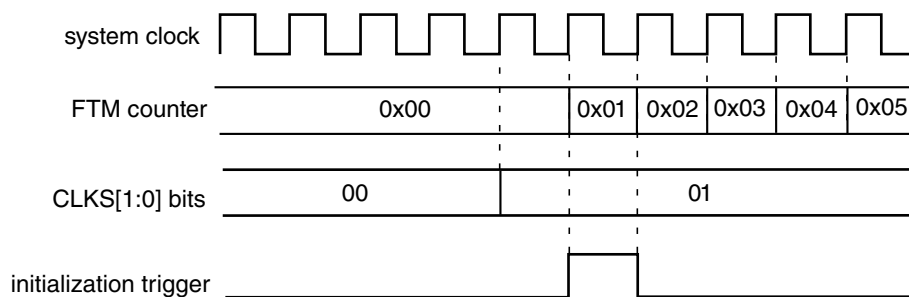 system clock
FTM counter 0x00 0x01 0x02 0x03 0x04 0x05
CLKS[1:0] bits 00 01
initialization trigger